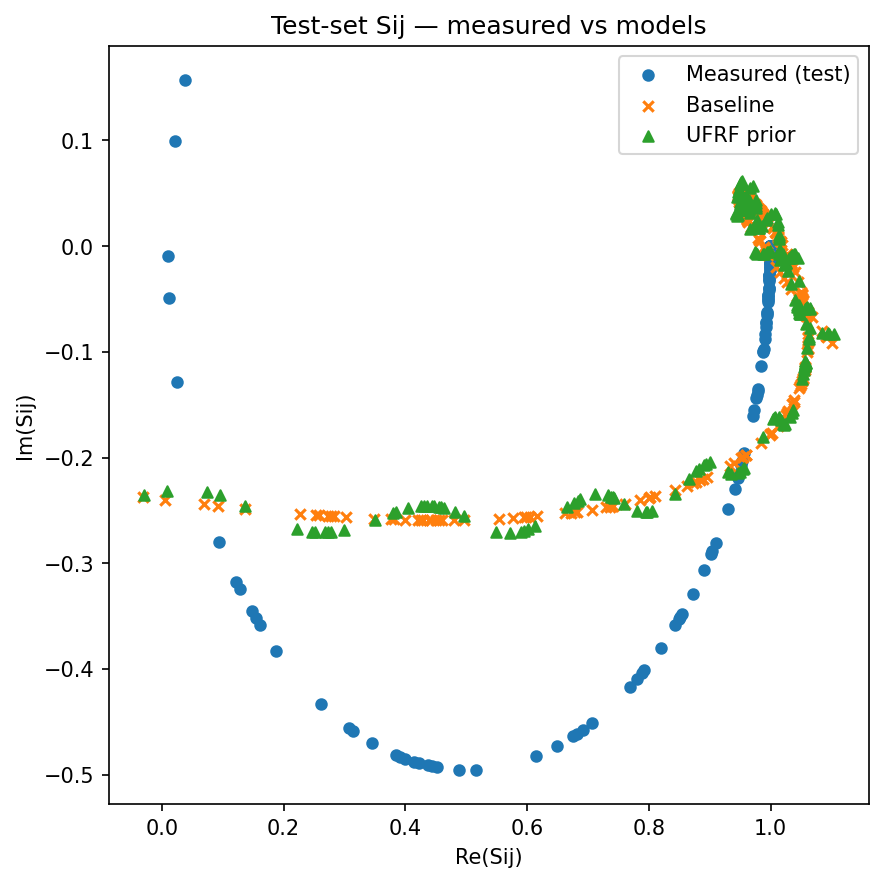 Test-set Sij — measured vs models
Measured (test)
Baseline
UFRF prior
0.1
0.0
−0.1
−0.2
−0.3
−0.4
−0.5
Im(Sij)
0.0 0.2 0.4 0.6 0.8 1.0
Re(Sij)